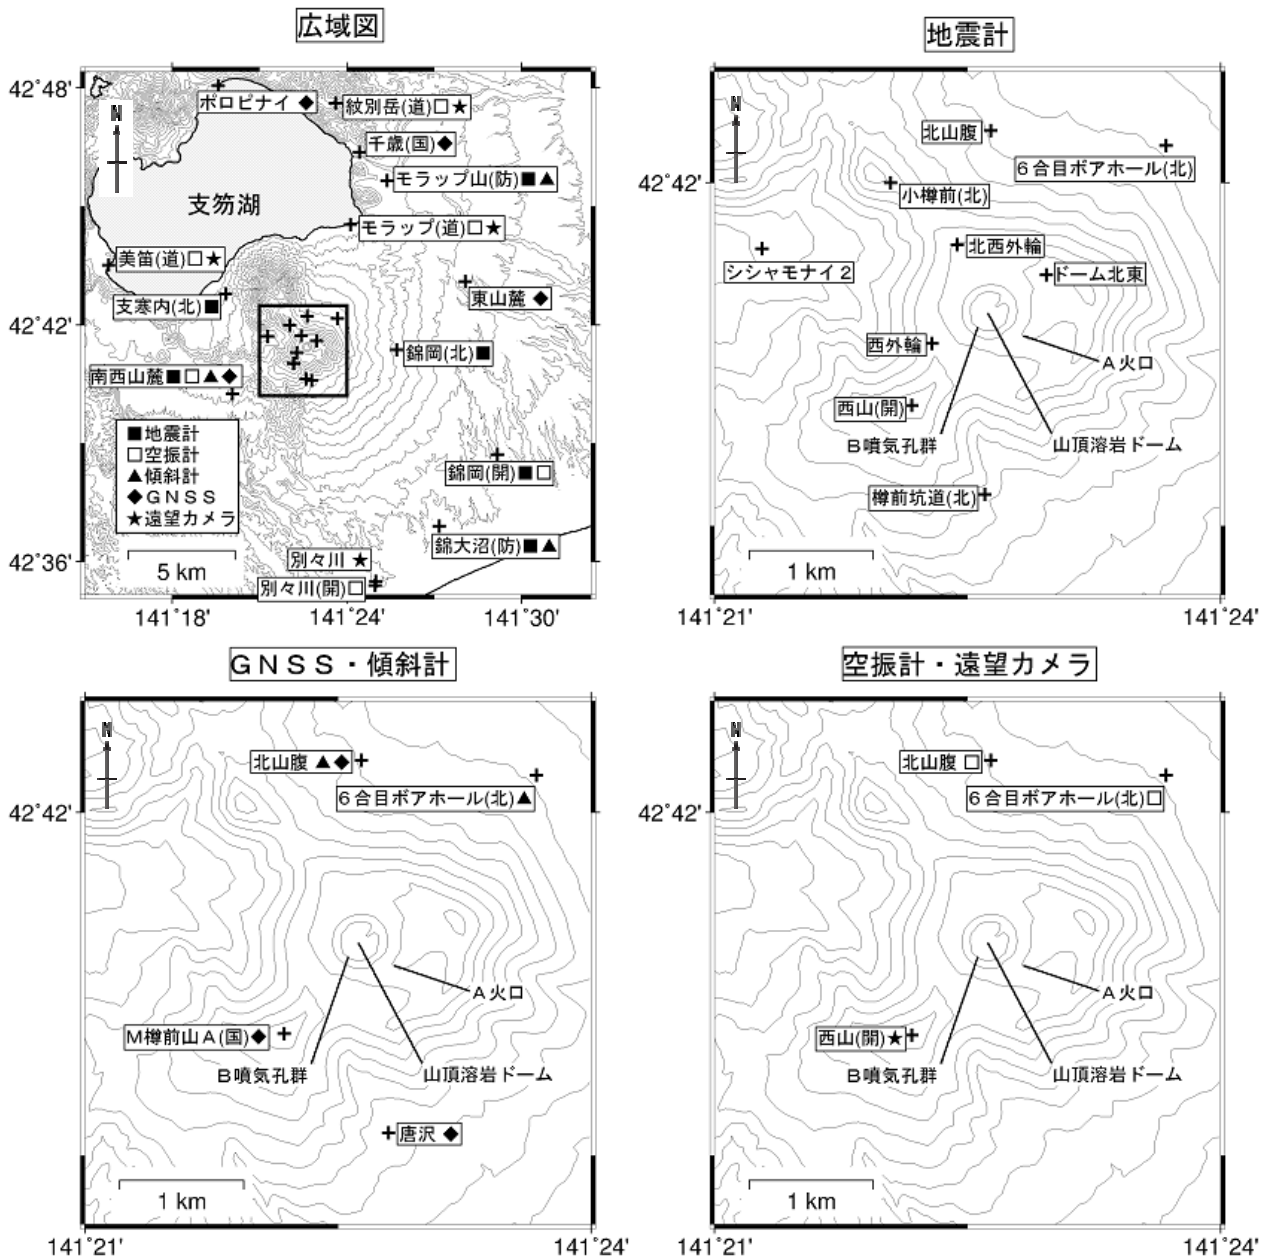 広域図
42°48'
42°42'
42°36'
141°18'
141°24'
141°30'
N
ポロピナイ ◆
紋別岳(道)□★
千歳(国)◆
モラップ山(防)■▲
支笏湖
モラップ(道)□★
美笛(道)□★
支寒内(北)■
東山麓 ◆
錦岡(北)■
南西山麓■□▲◆
■地震計
□空振計
▲傾斜計
◆GNSS
★遠望カメラ
錦岡(開)■□
錦大沼(防)■▲
別々川 ★
別々川(開)□
5 km
地震計
N
42°42'
北山腹
6合目ボアホール(北)
小樽前(北)
北西外輪
シシャモナイ2
ドーム北東
西外輪
A火口
西山(開)
B噴気孔群
山頂溶岩ドーム
樽前坑道(北)
1 km
141°21'
141°24'
GNSS・傾斜計
N
42°42'
北山腹 ▲◆
6合目ボアホール(北)▲
A火口
M樽前山A(国)◆
B噴気孔群
山頂溶岩ドーム
唐沢 ◆
1 km
141°21'
141°24'
空振計・遠望カメラ
N
42°42'
北山腹 □
6合目ボアホール(北)□
A火口
西山(開)★
B噴気孔群
山頂溶岩ドーム
1 km
141°21'
141°24'